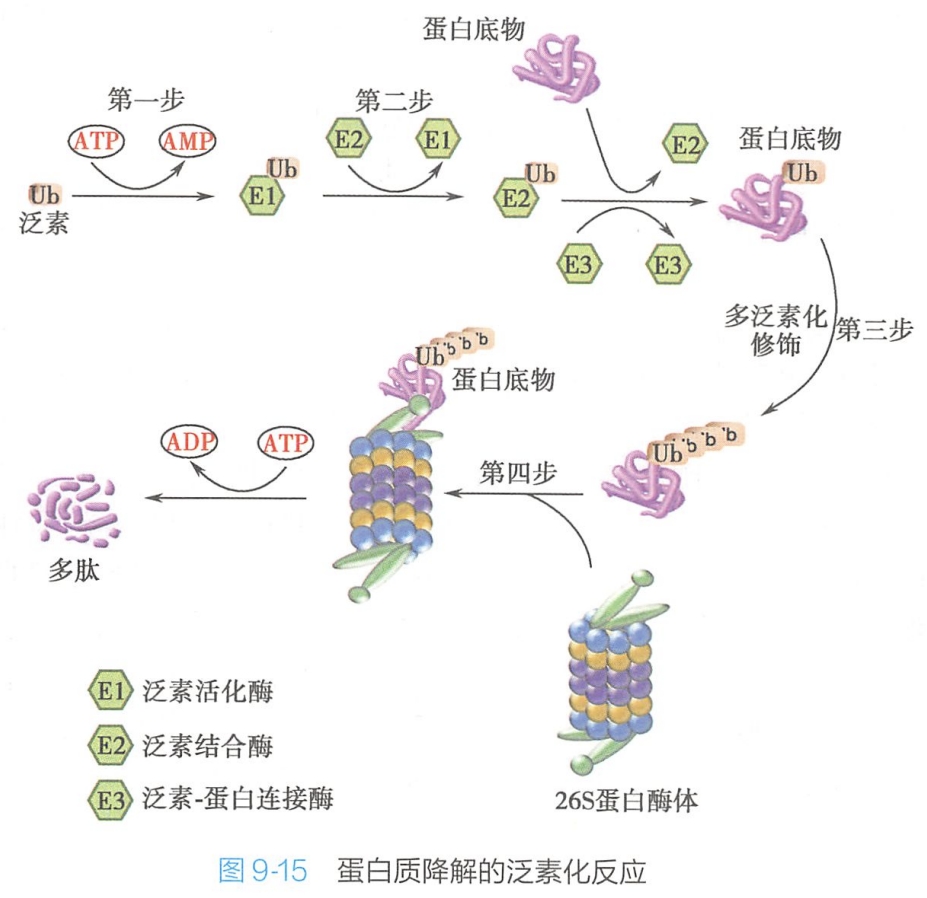 蛋白底物
第一步
第二步
ATP
AMP
E2
E1
E2
蛋白底物
Ub
Ub
Ub
Ub
E1
E2
泛素
E3
E3
多泛素化
修饰
第三步
Ub b b b
蛋白底物
ADP
ATP
第四步
Ub b b b
多肽
E1 泛素活化酶
E2 泛素结合酶
E3 泛素-蛋白连接酶
26S蛋白酶体
图 9-15 蛋白质降解的泛素化反应